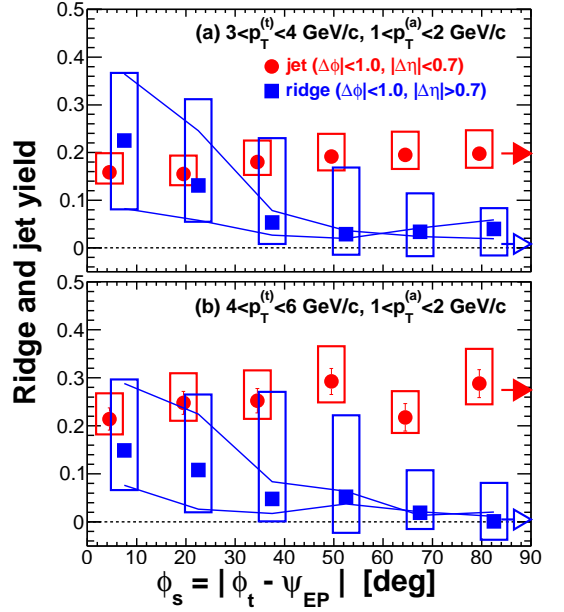 Ridge and jet yield
0.5
0.4
0.3
0.2
0.1
0
(a) 3<p_T^(t)<4 GeV/c, 1<p_T^(a)<2 GeV/c
jet (Δϕ|<1.0, |Δη|<0.7)
ridge (Δϕ|<1.0, |Δη|>0.7)
0.5
0.4
0.3
0.2
0.1
0
(b) 4<p_T^(t)<6 GeV/c, 1<p_T^(a)<2 GeV/c
0 10 20 30 40 50 60 70 80 90
ϕ_s = | ϕ_t - ψ_EP | [deg]